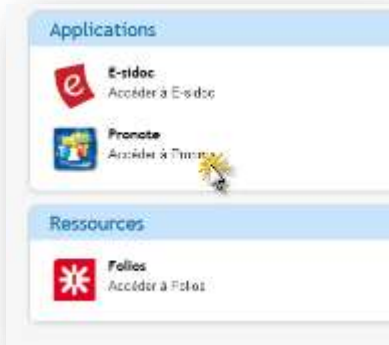 Applications
E-sidoc
Accéder à E-sidoc
Pronote
Accéder à
Ressources
Folios
Accéder à Folios